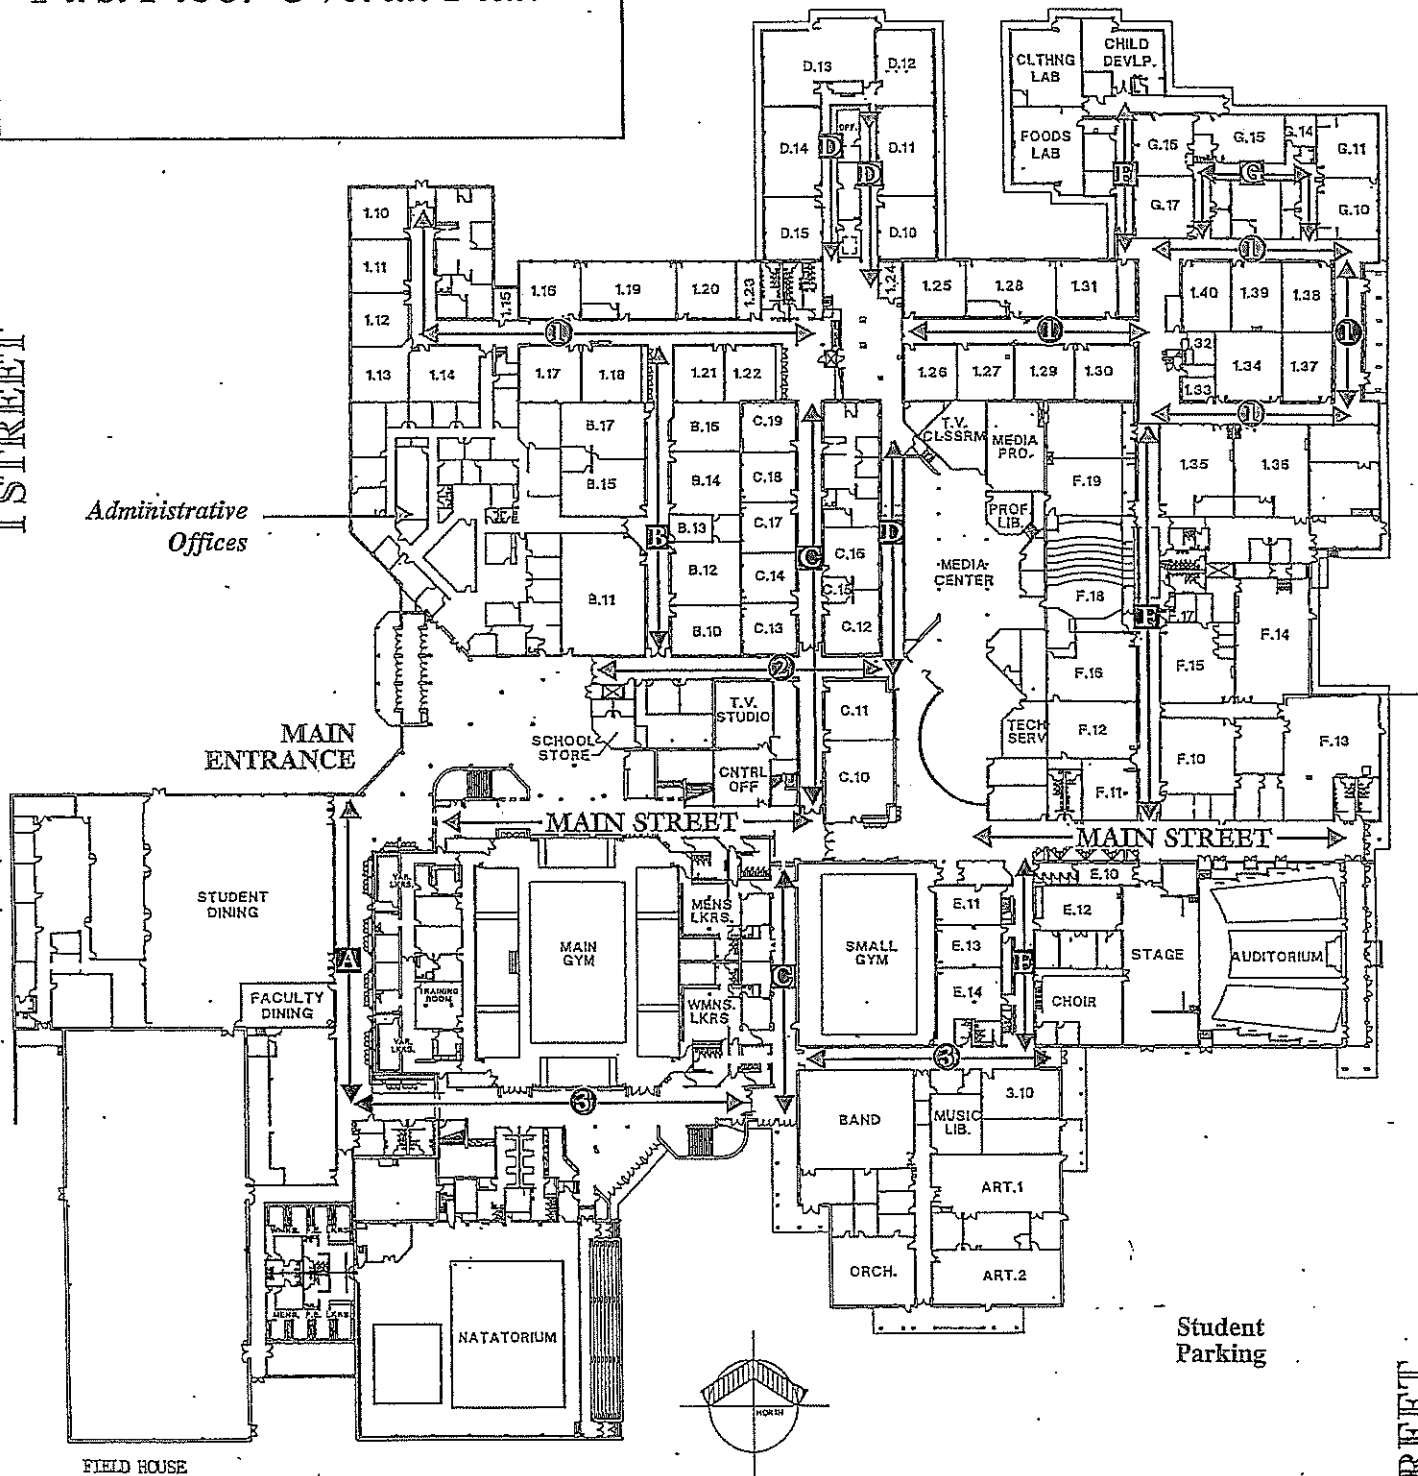 D.13
D.12
CLTHNG
LAB
CHILD
DEVLP.
FOODS
LAB
OFF.
D.14
D
D
D.11
G.16
G.15
G.14
G.11
G
G.17
G.10
D.15
D.10
1.10
1.11
1.12
1.13
1.14
1.15
1.16
1.19
1.20
1.23
1.24
1.25
1.28
1.31
1
1
1
1
1
1.40
1.39
1.38
1.32
1.33
1.34
1.37
1.17
1.18
1.21
1.22
1.26
1.27
1.29
1.30
B.17
B.15
C.19
T.V.
CLSSRM
MEDIA
PRO.
F.19
1.35
1.36
B.15
B.14
C.18
PROF.
LIB.
Administrative
Offices
B.13
C.17
B
C
D
C.16
MEDIA
CENTER
B.12
C.14
C.15
F.18
F.17
B.11
B.10
C.13
C.12
F.14
F.16
F.15
2
T.V.
STUDIO
C.11
SCHOOL
STORE
TECH
SERV
F.12
F.10
F.13
MAIN
ENTRANCE
CNTRL
OFF
C.10
F.11
MAIN STREET
MAIN STREET
STUDENT
DINING
VAR.
LKRS.
MENS
LKRS.
MAIN
GYM
SMALL
GYM
E.10
E.11
E.12
E.13
E.14
STAGE
AUDITORIUM
A
C
E
FACULTY
DINING
TRAINING
ROOM
VAR.
LKRS.
WMNS.
LKRS.
CHOIR
3
3
BAND
MUSIC
LIB.
3.10
ART.1
ORCH.
ART.2
MENS. P.E. LKRS.
NATATORIUM
NORTH
Student
Parking
FIELD HOUSE